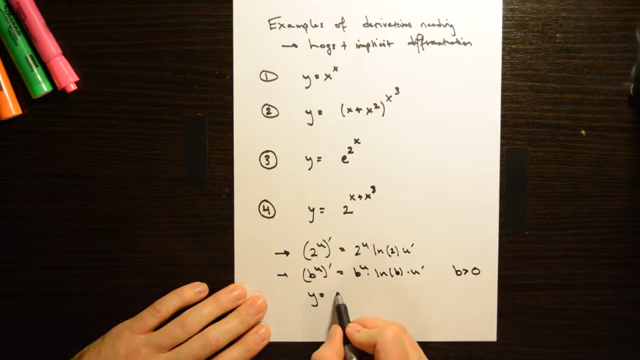 Examples of derivatives needing
→ Logs + implicit differentiation
① y = x^x
② y = (x + x²)^x³
③ y = e^2^x
④ y = 2^x+x³
→ (2^u)' = 2^u ln(2) u'
→ (b^u)' = b^u · ln(b) · u' b>0
y =